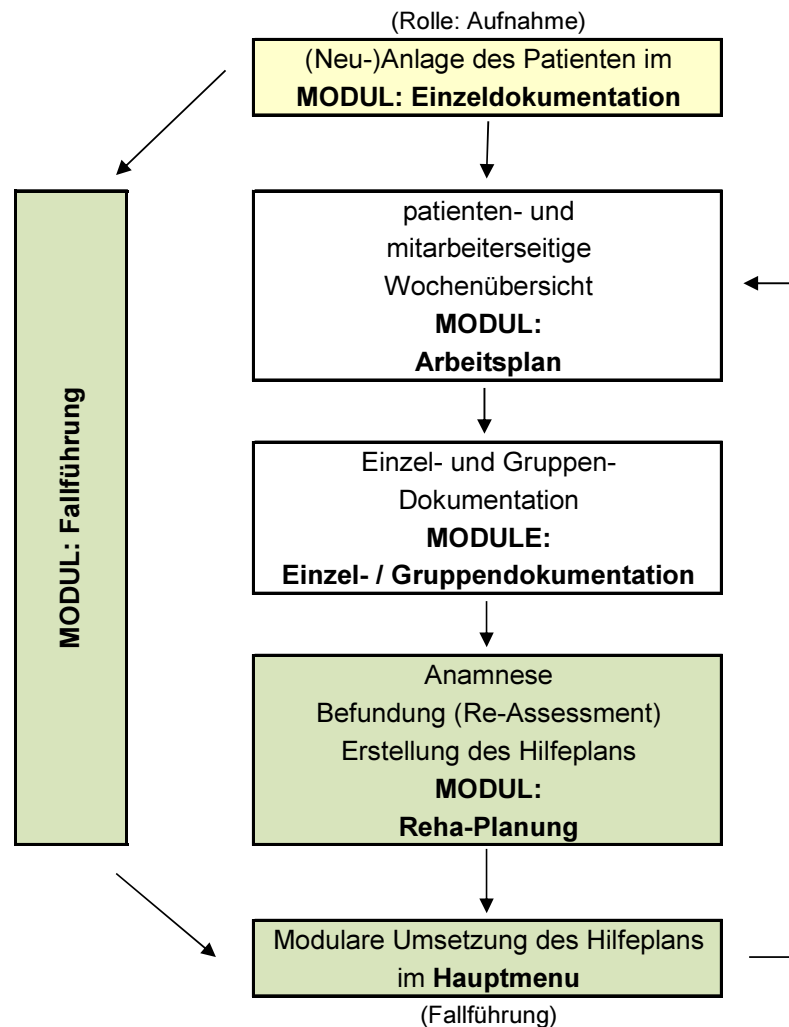 (Rolle: Aufnahme)
(Neu-)Anlage des Patienten im
MODUL: Einzeldokumentation
MODUL: Fallführung
patienten- und
mitarbeiterseitige
Wochenübersicht
MODUL:
Arbeitsplan
Einzel- und Gruppen-
Dokumentation
MODULE:
Einzel- / Gruppendokumentation
Anamnese
Befundung (Re-Assessment)
Erstellung des Hilfeplans
MODUL:
Reha-Planung
Modulare Umsetzung des Hilfeplans
im Hauptmenu
(Fallführung)